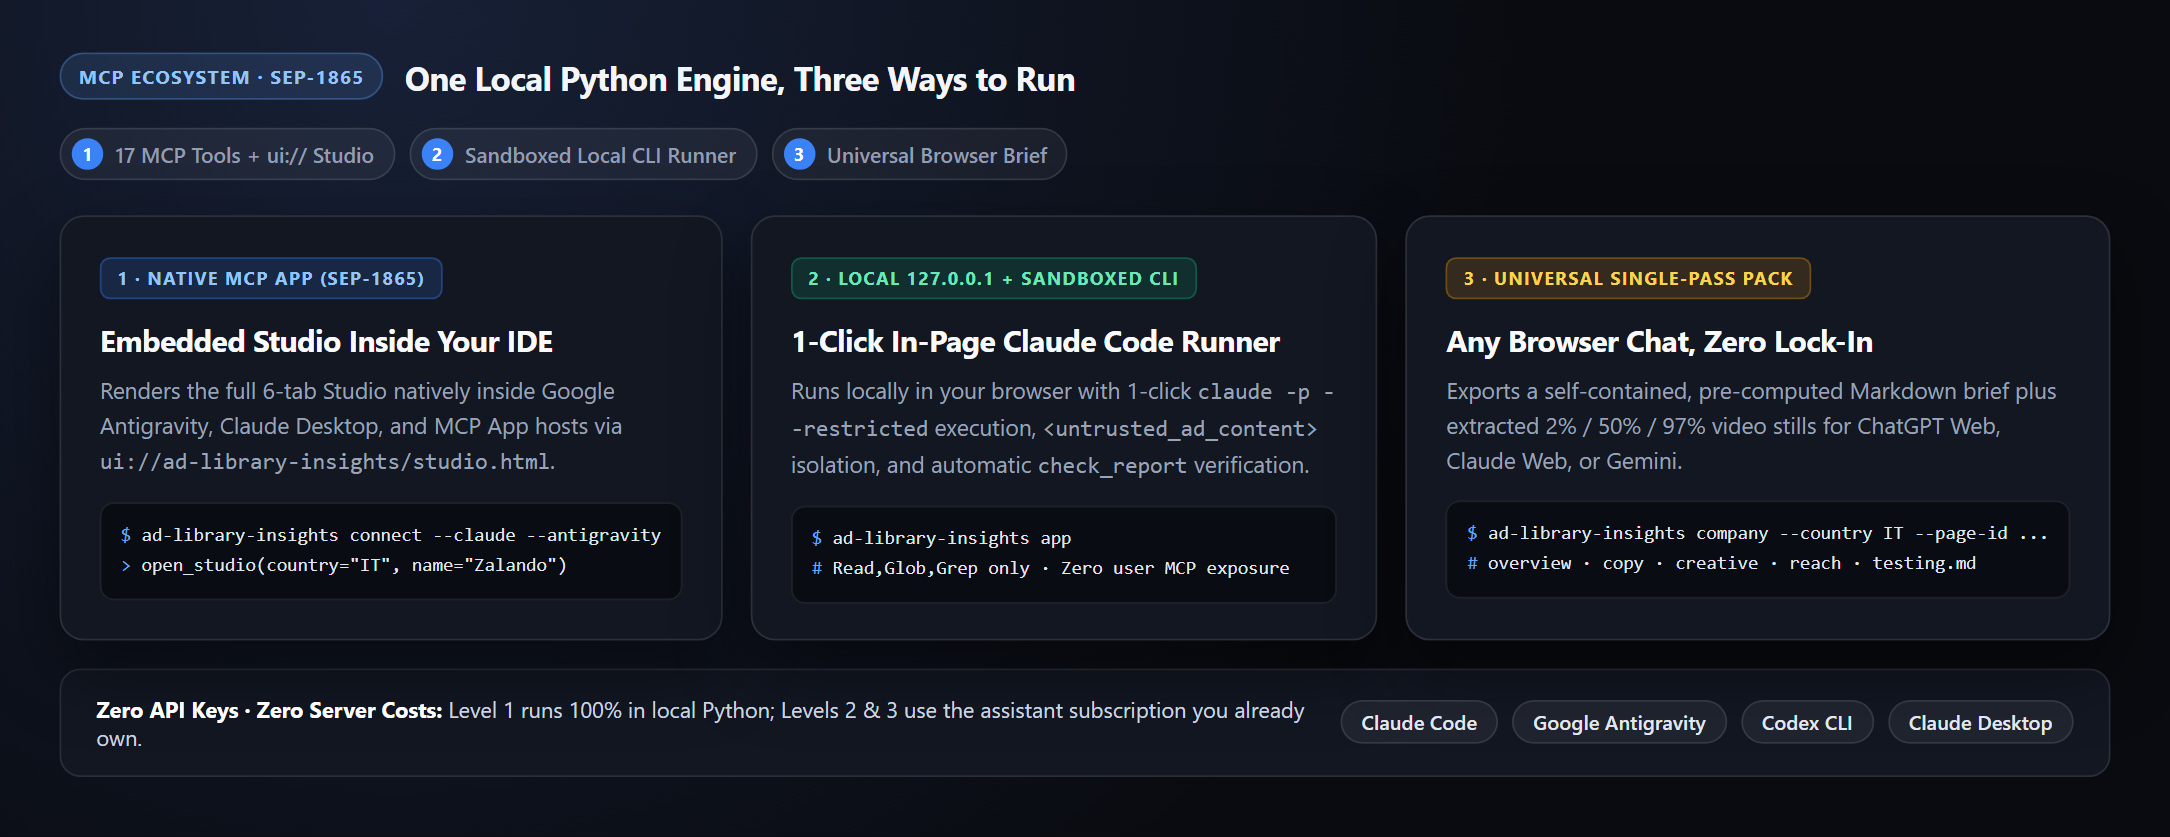 MCP ECOSYSTEM · SEP-1865
One Local Python Engine, Three Ways to Run
1 17 MCP Tools + ui:// Studio
2 Sandboxed Local CLI Runner
3 Universal Browser Brief
1 · NATIVE MCP APP (SEP-1865)
Embedded Studio Inside Your IDE
Renders the full 6-tab Studio natively inside Google
Antigravity, Claude Desktop, and MCP App hosts via
ui://ad-library-insights/studio.html.
$ ad-library-insights connect --claude --antigravity
> open_studio(country="IT", name="Zalando")
2 · LOCAL 127.0.0.1 + SANDBOXED CLI
1-Click In-Page Claude Code Runner
Runs locally in your browser with 1-click claude -p -
-restricted execution, <untrusted_ad_content>
isolation, and automatic check_report verification.
$ ad-library-insights app
# Read,Glob,Grep only · Zero user MCP exposure
3 · UNIVERSAL SINGLE-PASS PACK
Any Browser Chat, Zero Lock-In
Exports a self-contained, pre-computed Markdown brief plus
extracted 2% / 50% / 97% video stills for ChatGPT Web,
Claude Web, or Gemini.
$ ad-library-insights company --country IT --page-id ...
# overview · copy · creative · reach · testing.md
Zero API Keys · Zero Server Costs: Level 1 runs 100% in local Python; Levels 2 & 3 use the assistant subscription you already
own.
Claude Code
Google Antigravity
Codex CLI
Claude Desktop